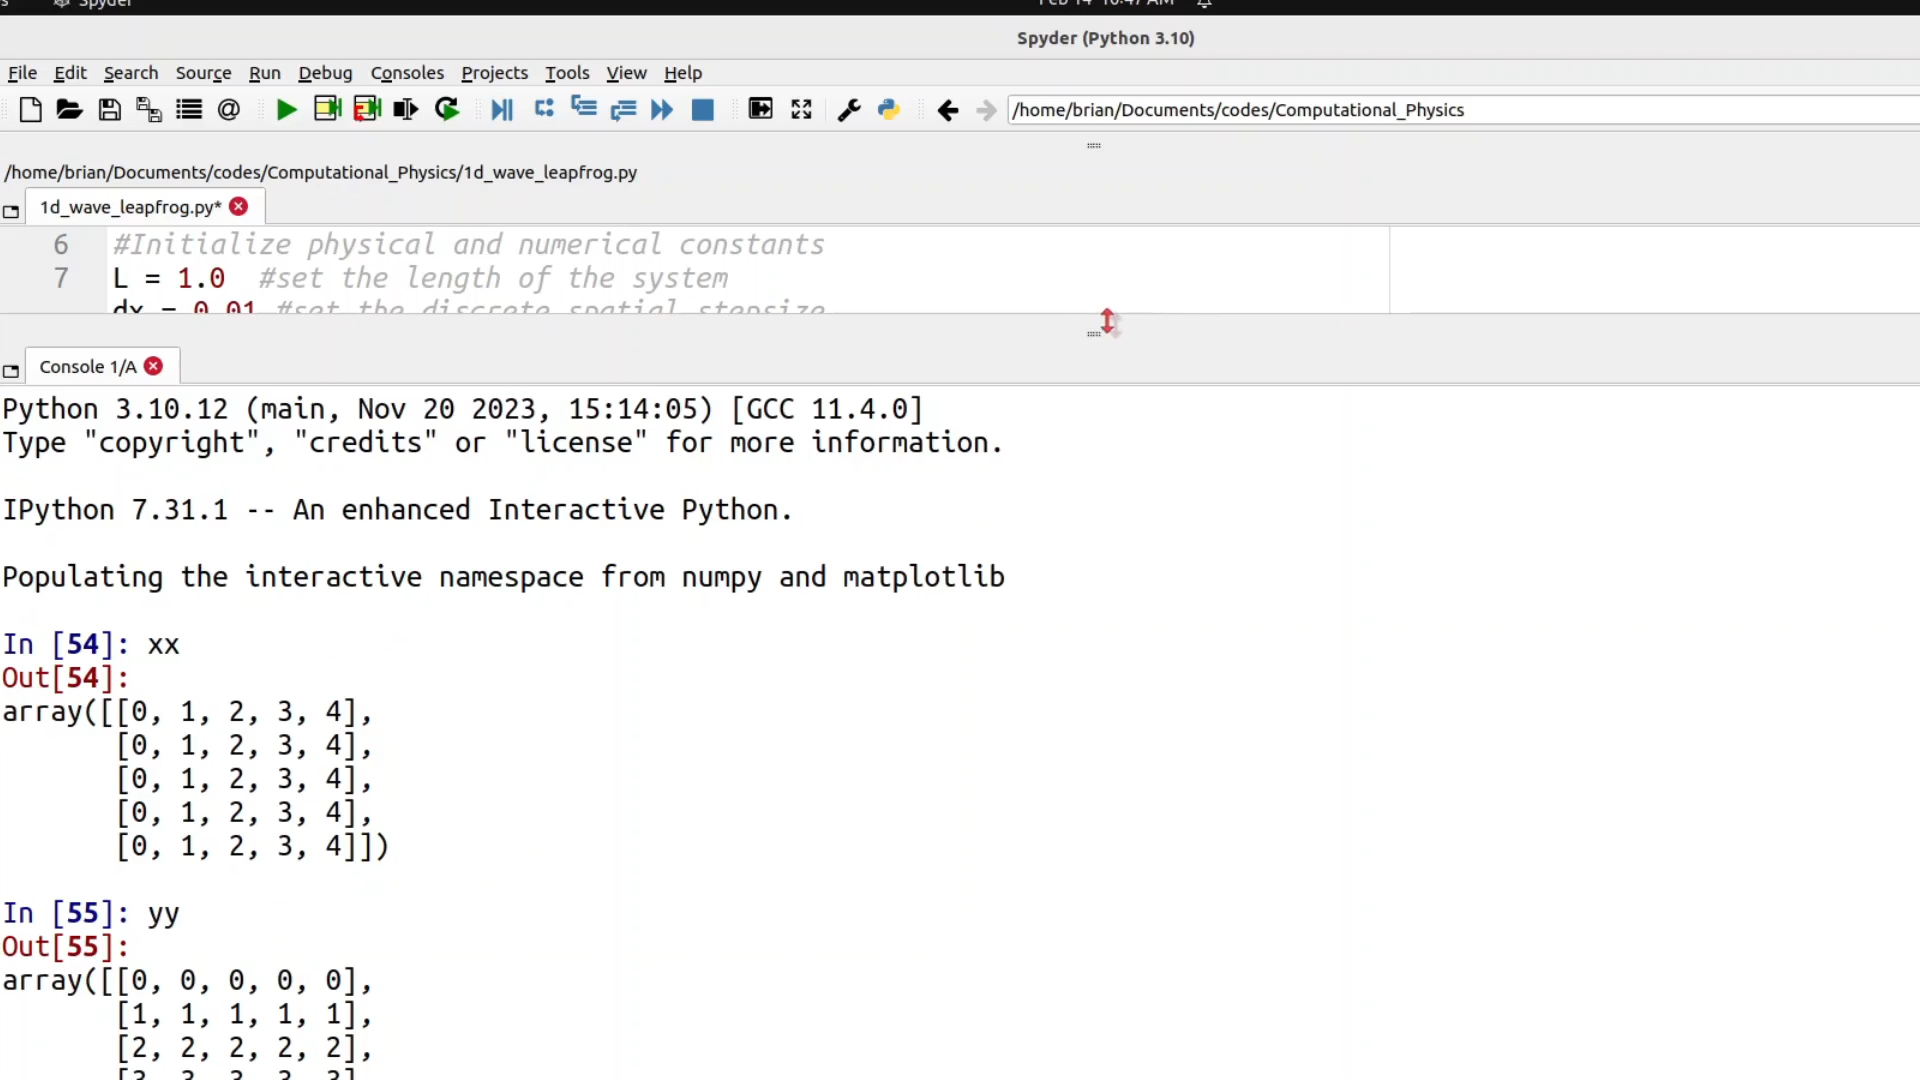 Spyder
Feb 14 10:47 AM
Spyder (Python 3.10)
File Edit Search Source Run Debug Consoles Projects Tools View Help
/home/brian/Documents/codes/Computational_Physics
/home/brian/Documents/codes/Computational_Physics/1d_wave_leapfrog.py
1d_wave_leapfrog.py*
6 #Initialize physical and numerical constants
7 L = 1.0  #set the length of the system
dx = 0.01 #set the discrete spatial stepsize
Console 1/A
Python 3.10.12 (main, Nov 20 2023, 15:14:05) [GCC 11.4.0]
Type "copyright", "credits" or "license" for more information.
IPython 7.31.1 -- An enhanced Interactive Python.
Populating the interactive namespace from numpy and matplotlib
In [54]: xx
Out[54]:
array([[0, 1, 2, 3, 4],
[0, 1, 2, 3, 4],
[0, 1, 2, 3, 4],
[0, 1, 2, 3, 4],
[0, 1, 2, 3, 4]])
In [55]: yy
Out[55]:
array([[0, 0, 0, 0, 0],
[1, 1, 1, 1, 1],
[2, 2, 2, 2, 2],
[3, 3, 3, 3, 3]